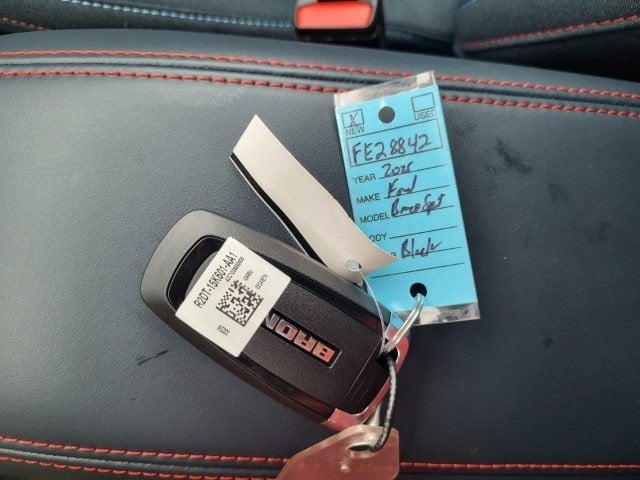 X
NEW
USED
FE28842
YEAR 2025
MAKE Ford
MODEL Bronco Spt
BODY
Black
R2DT-15K601-AA1
BRON